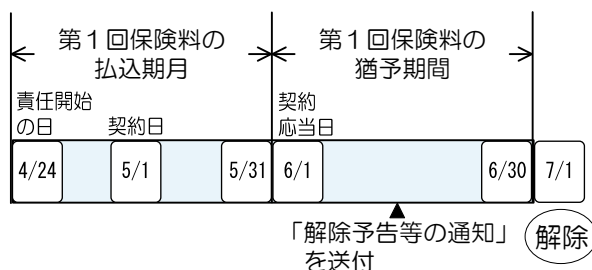 第１回保険料の
払込期月
第１回保険料の
猶予期間
責任開始
の日
契約日
契約
応当日
4/24
5/1
5/31
6/1
6/30
7/1
「解除予告等の通知」
を送付
解除